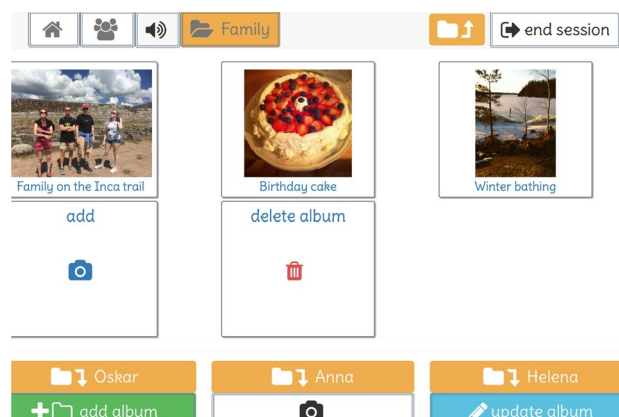 Family
end session
Family on the Inca trail
Birthday cake
Winter bathing
add
delete album
Oskar
Anna
Helena
add album
update album